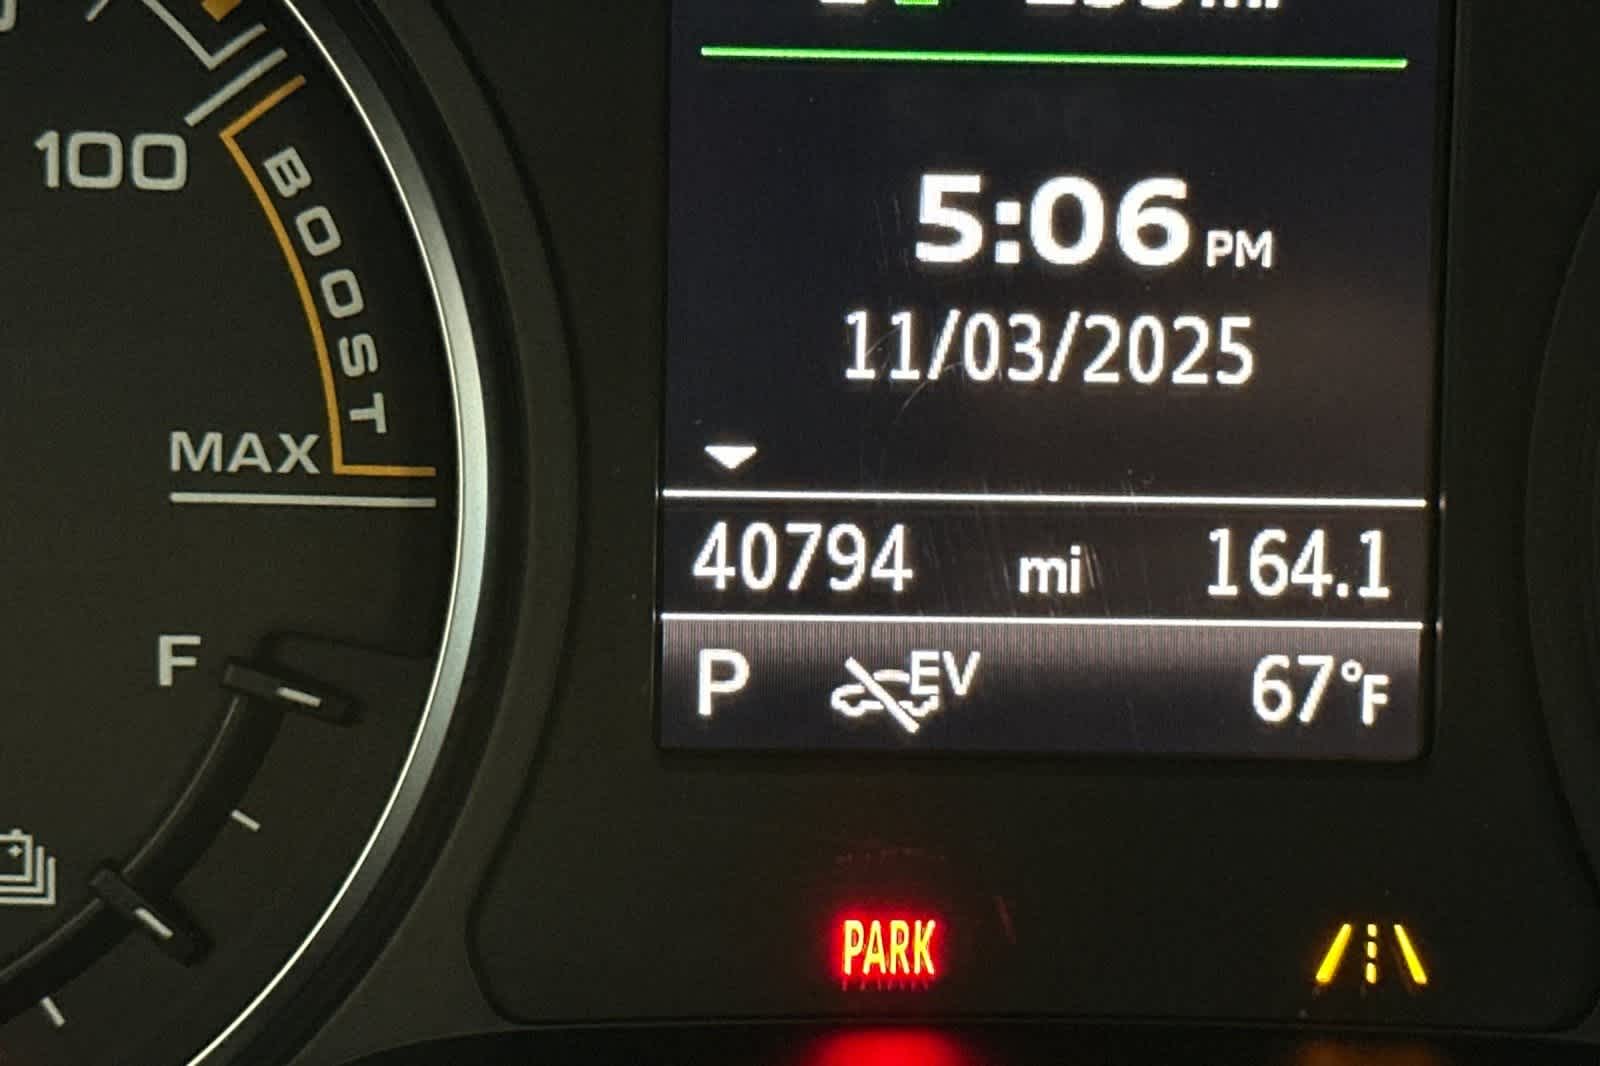 100
BOOST
MAX
F
5:06 PM
11/03/2025
40794 mi 164.1
P EV 67°F
PARK